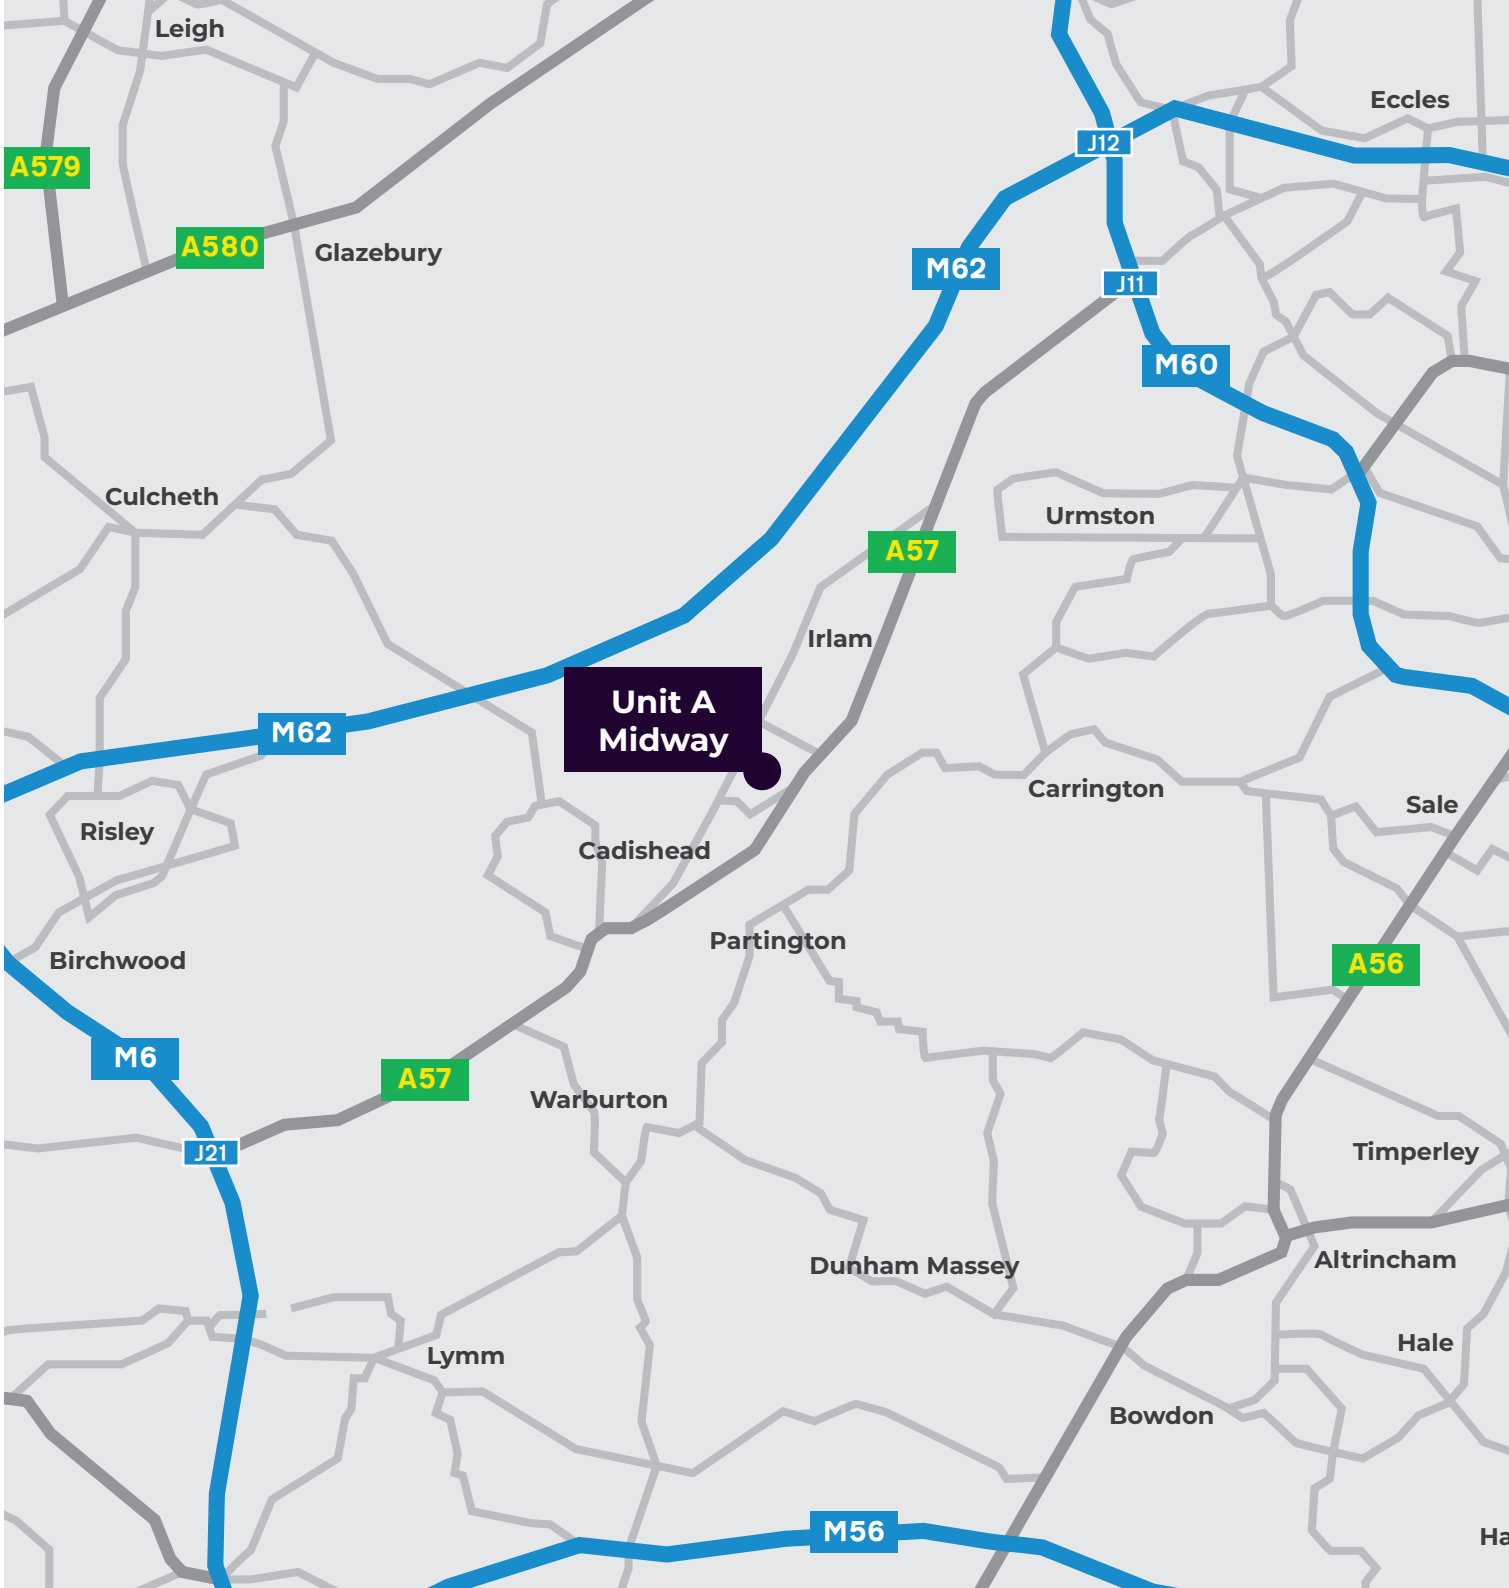 Leigh
Eccles
J12
A579
A580
Glazebury
M62
J11
M60
Culcheth
Urmston
A57
Irlam
Unit A
Midway
M62
Carrington
Sale
Risley
Cadishead
Partington
Birchwood
A56
M6
A57
Warburton
J21
Timperley
Dunham Massey
Altrincham
Hale
Lymm
Bowdon
M56
Ha